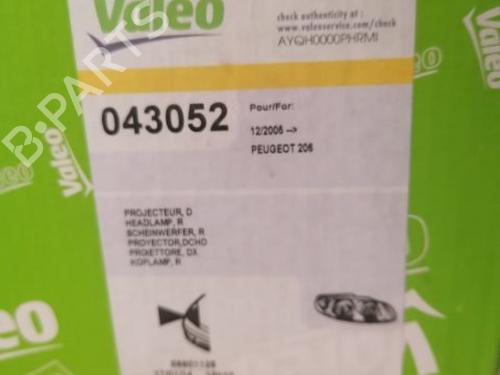 Valeo
check authenticity at :
www.valeoservice.com/check
AYQH0000PHRMI
043052
Pour/For:
12/2005 -->
PEUGEOT 206
PROJECTEUR, D
HEADLAMP, R
SCHEINWERFER, R
PROYECTOR,DCHO
PROIETTORE, DX
KOPLAMP, R
Valeo
Valeo
Valeo
B-PARTS